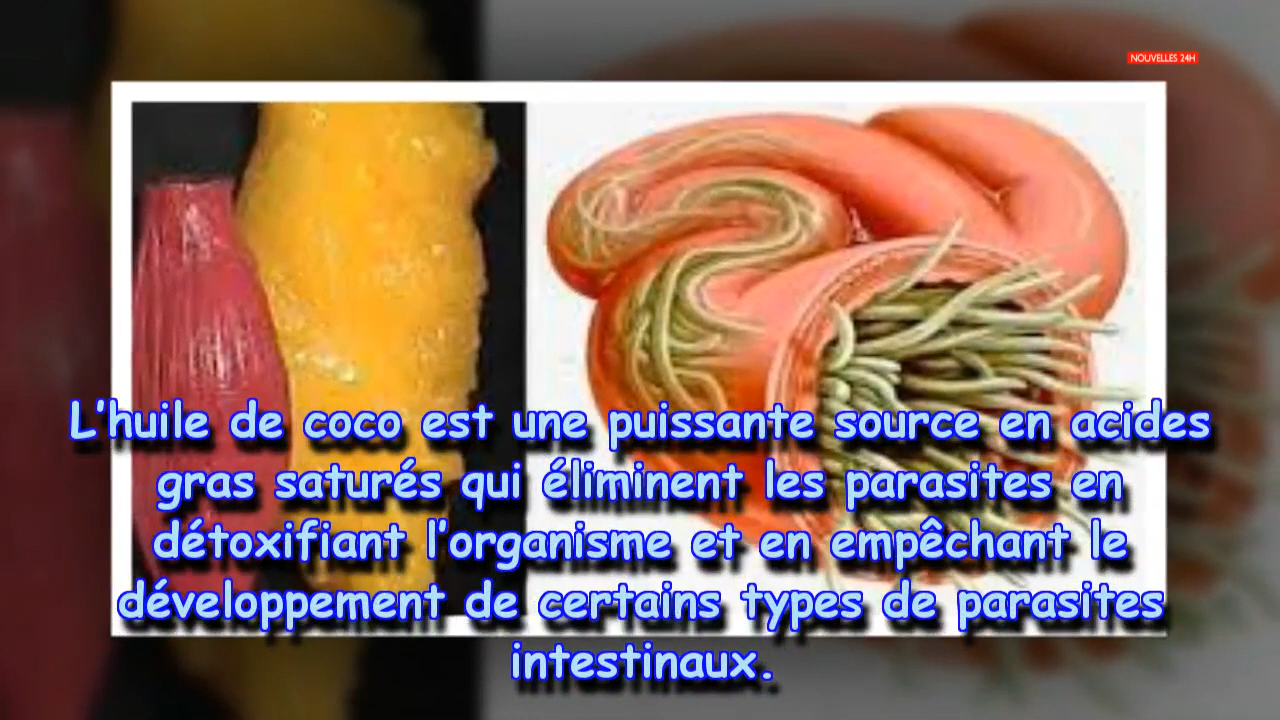 NOUVELLES 24H
L'huile de coco est une puissante source en acides
gras saturés qui éliminent les parasites en
détoxifiant l'organisme et en empêchant le
développement de certains types de parasites
intestinaux.